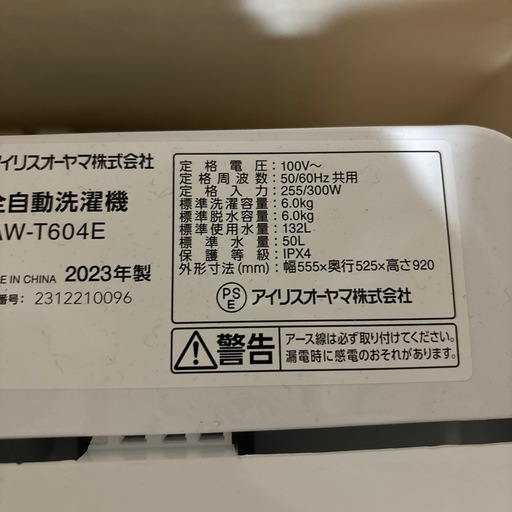 アイリスオーヤマ株式会社
全自動洗濯機
AW-T604E
IN CHINA 2023年製
番号: 2312210096
定格電圧: 100V～
定格周波数: 50/60Hz 共用
定格入力: 255/300W
標準洗濯容量: 6.0kg
標準脱水容量: 6.0kg
標準使用水量: 132L
標準水量: 50L
保護等級: IPX4
外形寸法(mm): 幅555×奥行525×高さ920
PSE アイリスオーヤマ株式会社
警告
アース線は必ず取り付けてください。
漏電時に感電のおそれがあります。